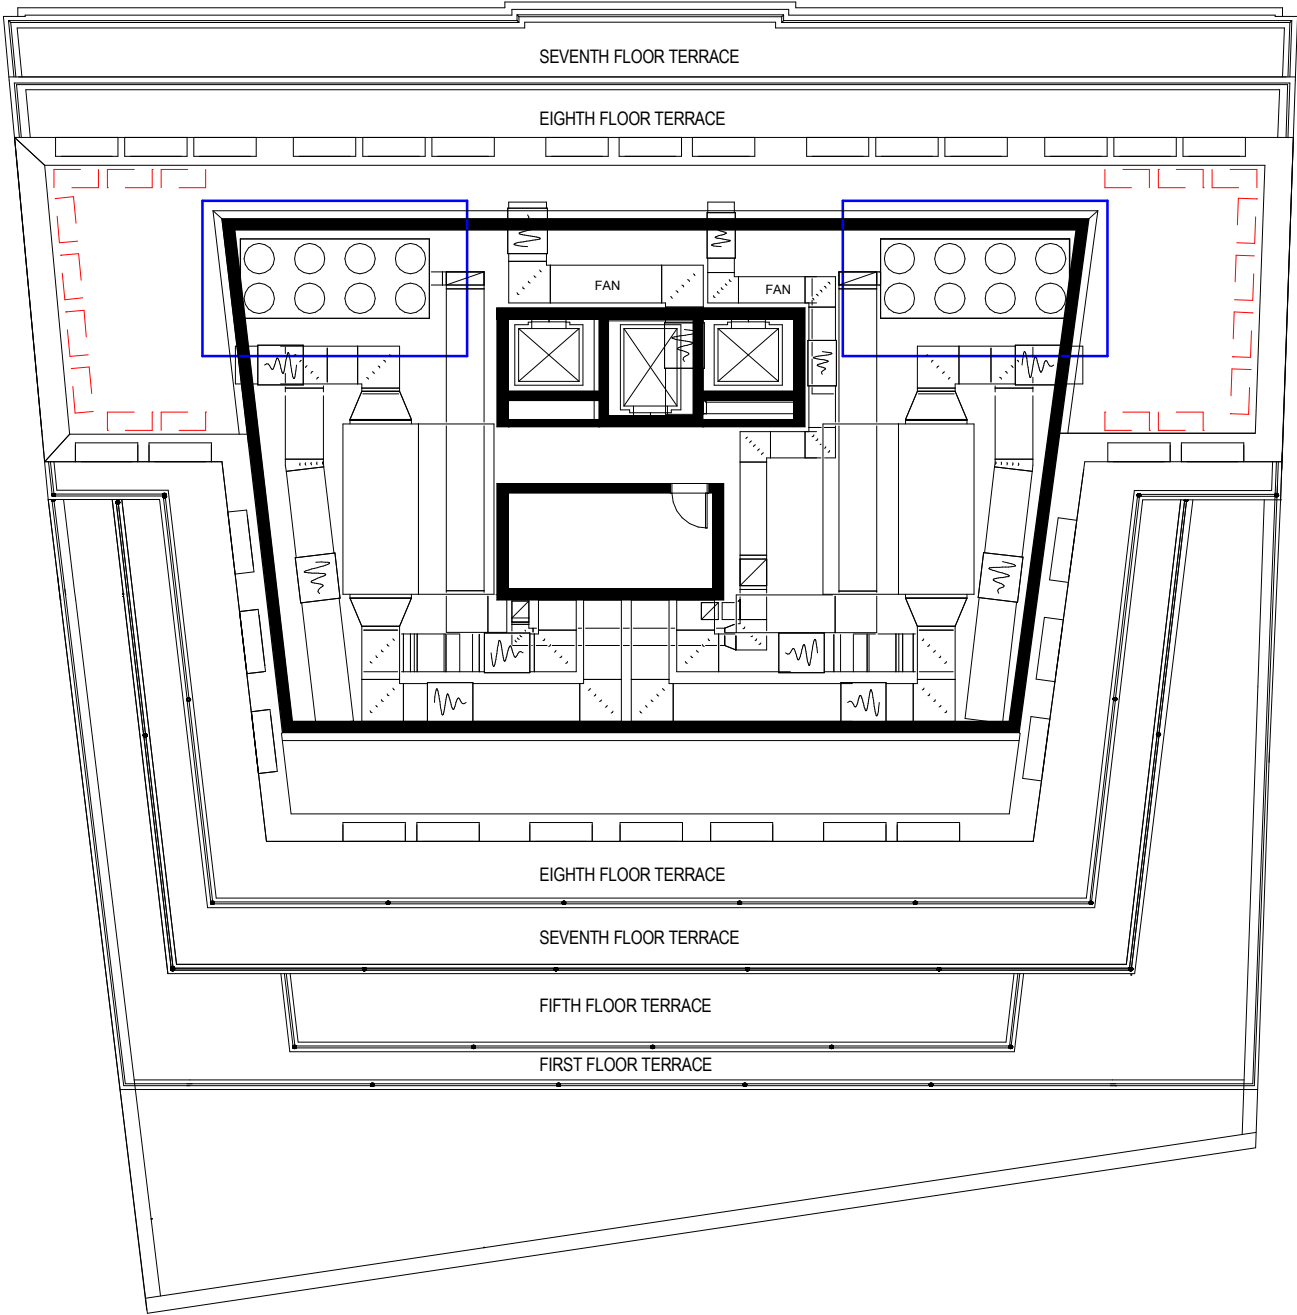 SEVENTH FLOOR TERRACE
EIGHTH FLOOR TERRACE
FAN
FAN
EIGHTH FLOOR TERRACE
SEVENTH FLOOR TERRACE
FIFTH FLOOR TERRACE
FIRST FLOOR TERRACE